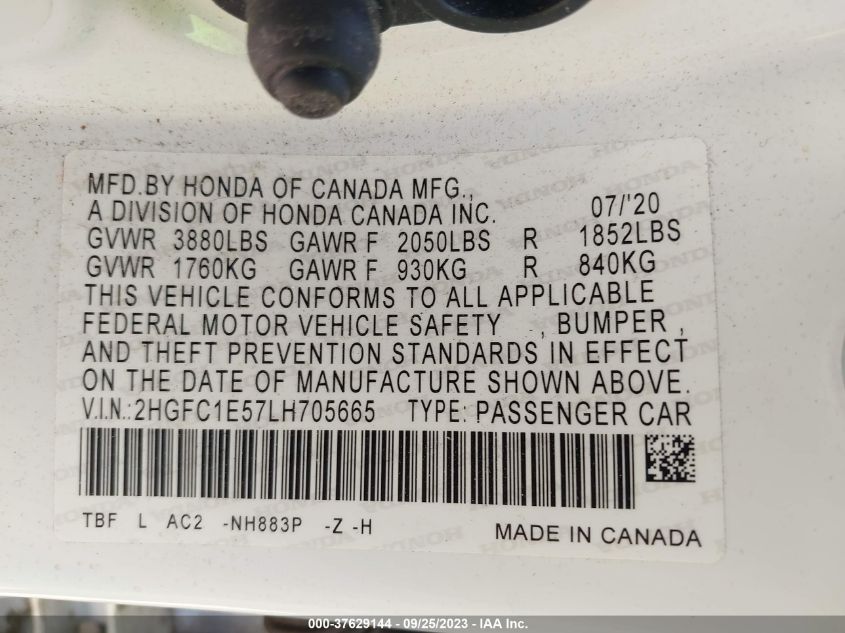 MFD.BY HONDA OF CANADA MFG.,
A DIVISION OF HONDA CANADA INC. 07/'20
GVWR 3880LBS GAWR F 2050LBS R 1852LBS
GVWR 1760KG GAWR F 930KG R 840KG
THIS VEHICLE CONFORMS TO ALL APPLICABLE
FEDERAL MOTOR VEHICLE SAFETY , BUMPER ,
AND THEFT PREVENTION STANDARDS IN EFFECT
ON THE DATE OF MANUFACTURE SHOWN ABOVE.
V.I.N.:2HGFC1E57LH705665 TYPE: PASSENGER CAR
TBF L AC2 -NH883P -Z -H MADE IN CANADA
000-37629144 - 09/25/2023 - IAA Inc.